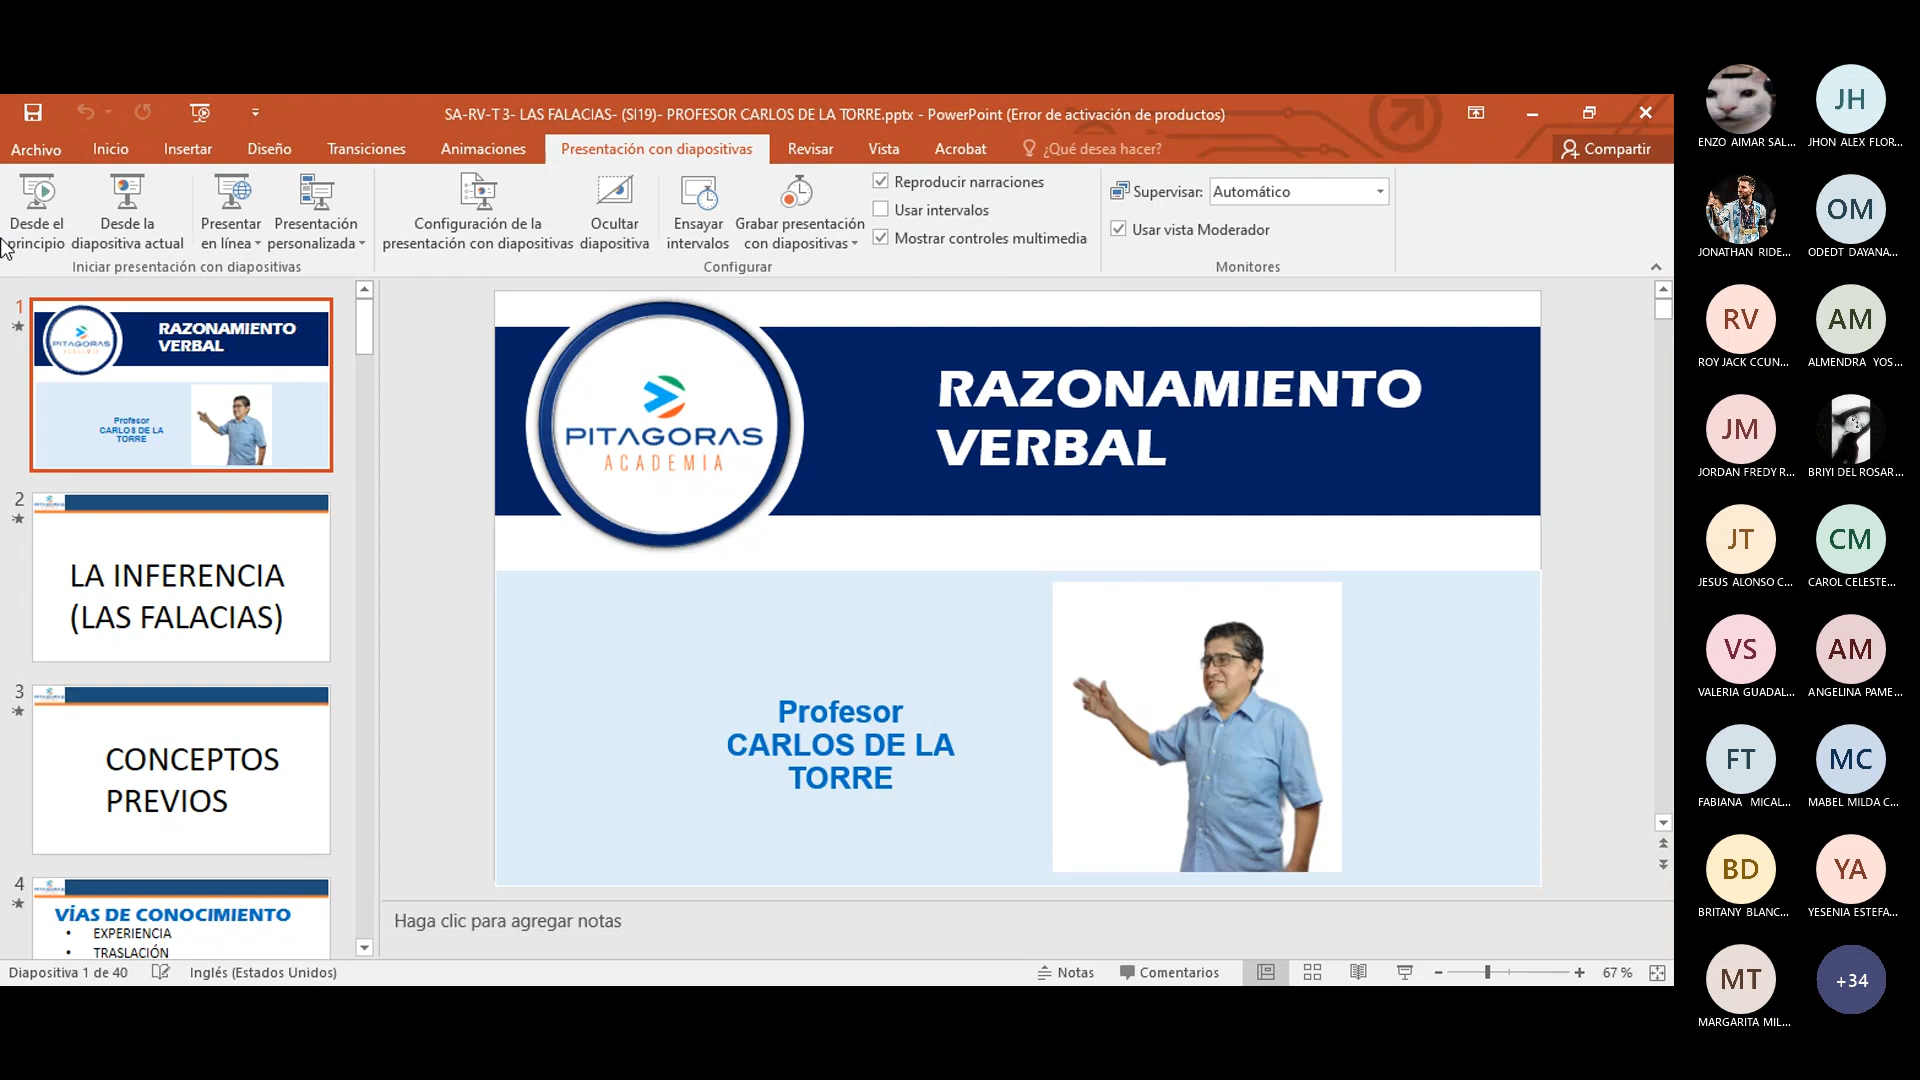 SA-RV-T 3- LAS FALACIAS- (SI19)- PROFESOR CARLOS DE LA TORRE.pptx - PowerPoint (Error de activación de productos)
Archivo Inicio Insertar Diseño Transiciones Animaciones Presentación con diapositivas Revisar Vista Acrobat ¿Qué desea hacer? Compartir
Desde el principio
Desde la diapositiva actual
Presentar en línea
Presentación personalizada
Iniciar presentación con diapositivas
Configuración de la presentación con diapositivas
Ocultar diapositiva
Ensayar intervalos
Grabar presentación con diapositivas
Reproducir narraciones
Usar intervalos
Mostrar controles multimedia
Configurar
Supervisar: Automático
Usar vista Moderador
Monitores
1
PITAGORAS
ACADEMIA
RAZONAMIENTO
VERBAL
Profesor
CARLOS DE LA
TORRE
2
LA INFERENCIA
(LAS FALACIAS)
3
CONCEPTOS
PREVIOS
4
VÍAS DE CONOCIMIENTO
• EXPERIENCIA
• TRASLACIÓN
PITAGORAS
ACADEMIA
RAZONAMIENTO
VERBAL
Profesor
CARLOS DE LA
TORRE
Haga clic para agregar notas
Diapositiva 1 de 40 Inglés (Estados Unidos) Notas Comentarios 67 %
ENZO AIMAR SAL...
JH
JHON ALEX FLOR...
JONATHAN RIDE...
OM
ODEDT DAYANA...
RV
ROY JACK CCUN...
AM
ALMENDRA YOS...
JM
JORDAN FREDY R...
BRIYI DEL ROSAR...
JT
JESUS ALONSO C...
CM
CAROL CELESTE...
VS
VALERIA GUADAL...
AM
ANGELINA PAME...
FT
FABIANA MICAL...
MC
MABEL MILDA C...
BD
BRITANY BLANC...
YA
YESENIA ESTEFA...
MT
MARGARITA MIL...
+34